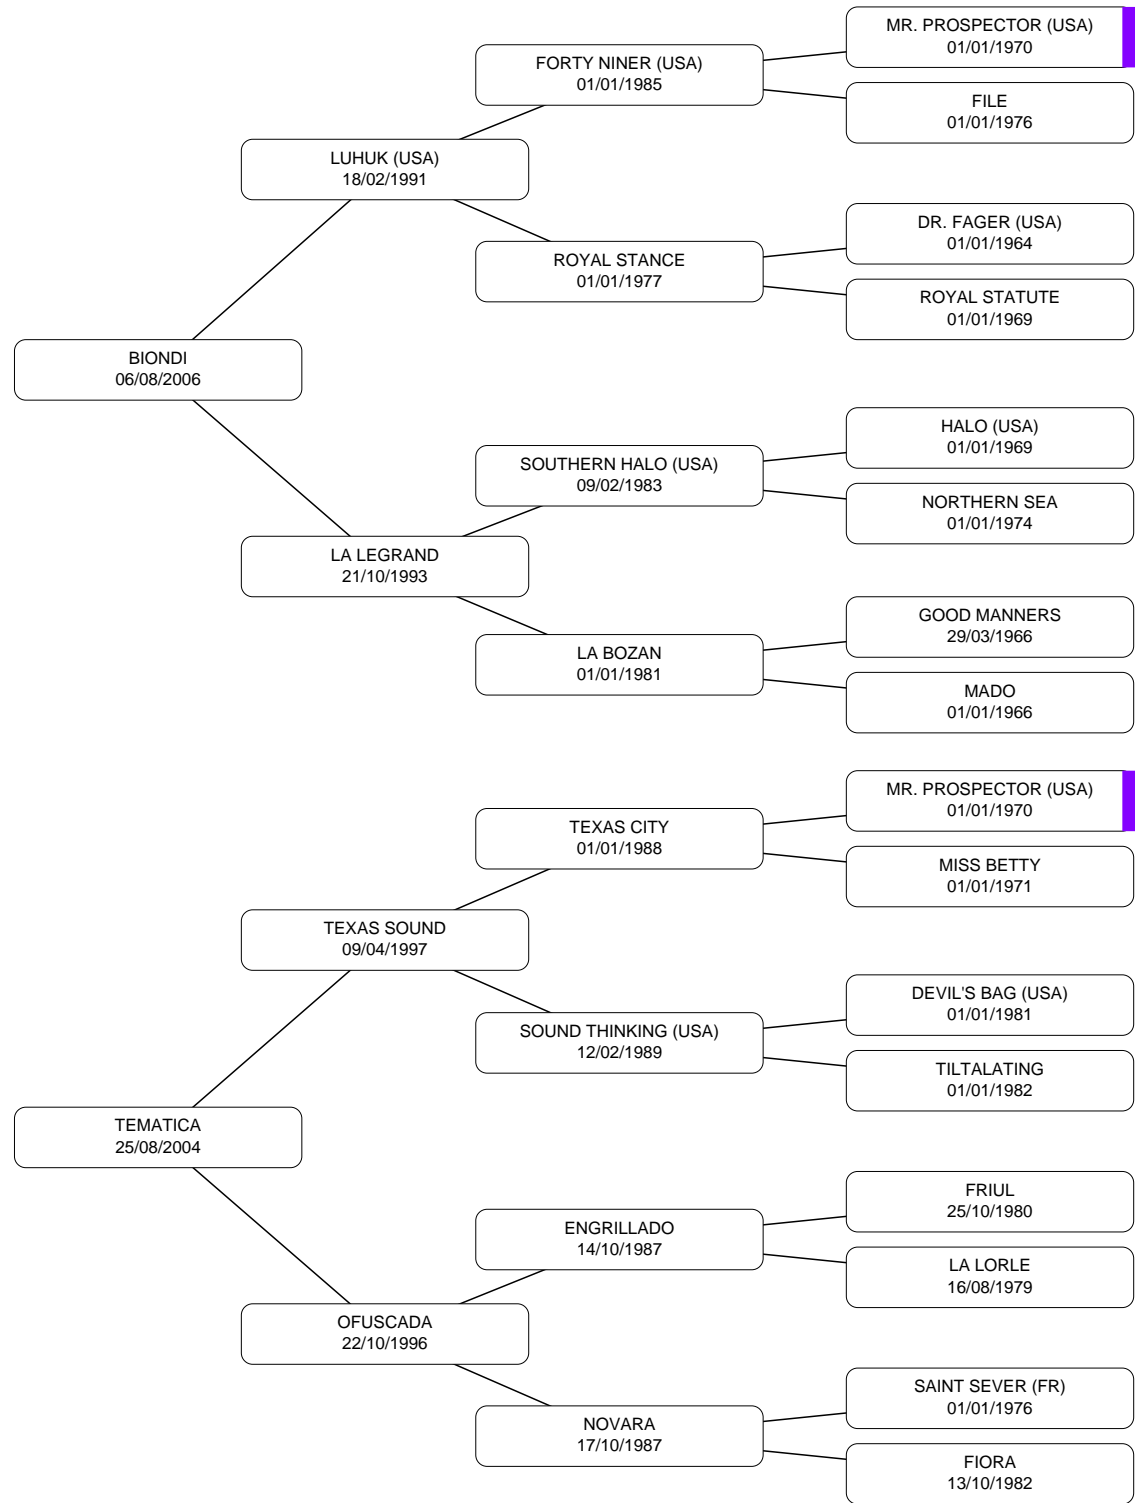 MR. PROSPECTOR (USA)
01/01/1970
FORTY NINER (USA)
01/01/1985
FILE
01/01/1976
LUHUK (USA)
18/02/1991
DR. FAGER (USA)
01/01/1964
ROYAL STANCE
01/01/1977
ROYAL STATUTE
01/01/1969
BIONDI
06/08/2006
HALO (USA)
01/01/1969
SOUTHERN HALO (USA)
09/02/1983
NORTHERN SEA
01/01/1974
LA LEGRAND
21/10/1993
GOOD MANNERS
29/03/1966
LA BOZAN
01/01/1981
MADO
01/01/1966
MR. PROSPECTOR (USA)
01/01/1970
TEXAS CITY
01/01/1988
MISS BETTY
01/01/1971
TEXAS SOUND
09/04/1997
DEVIL'S BAG (USA)
01/01/1981
SOUND THINKING (USA)
12/02/1989
TILTALATING
01/01/1982
TEMATICA
25/08/2004
FRIUL
25/10/1980
ENGRILLADO
14/10/1987
LA LORLE
16/08/1979
OFUSCADA
22/10/1996
SAINT SEVER (FR)
01/01/1976
NOVARA
17/10/1987
FIORA
13/10/1982